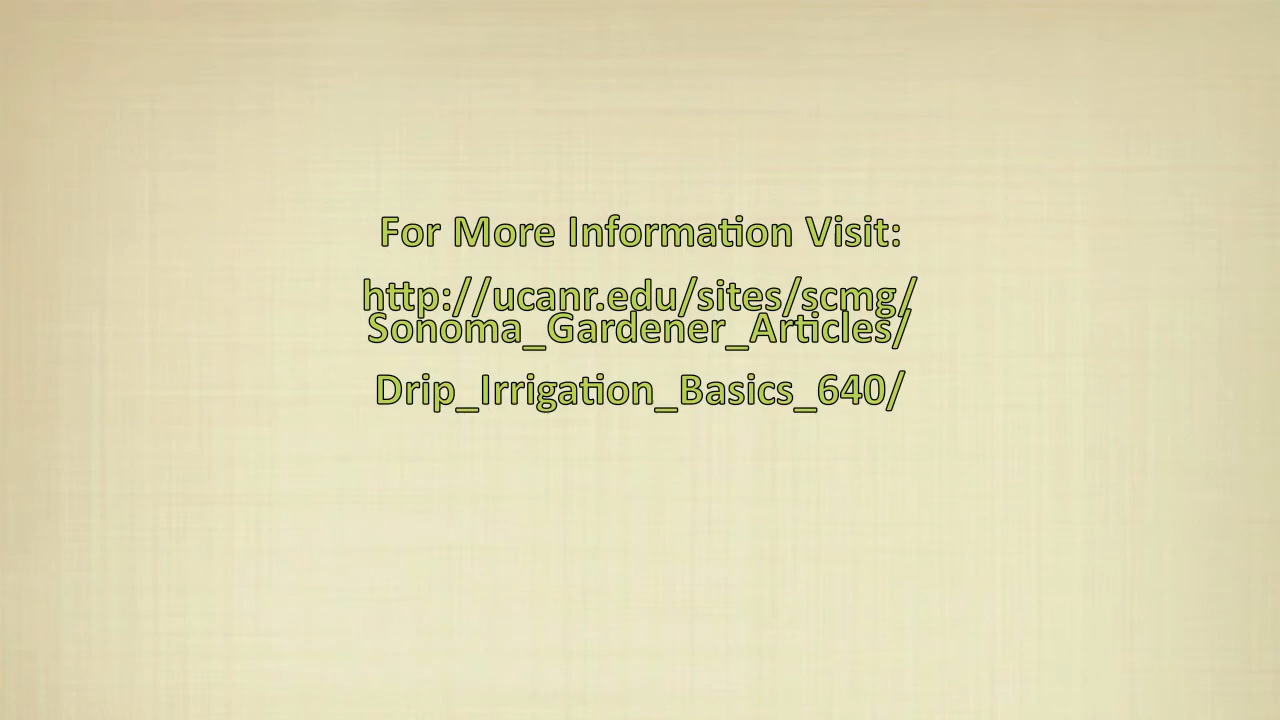 For More Information Visit:
http://ucanr.edu/sites/scmg/
Sonoma_Gardener_Articles/
Drip_Irrigation_Basics_640/